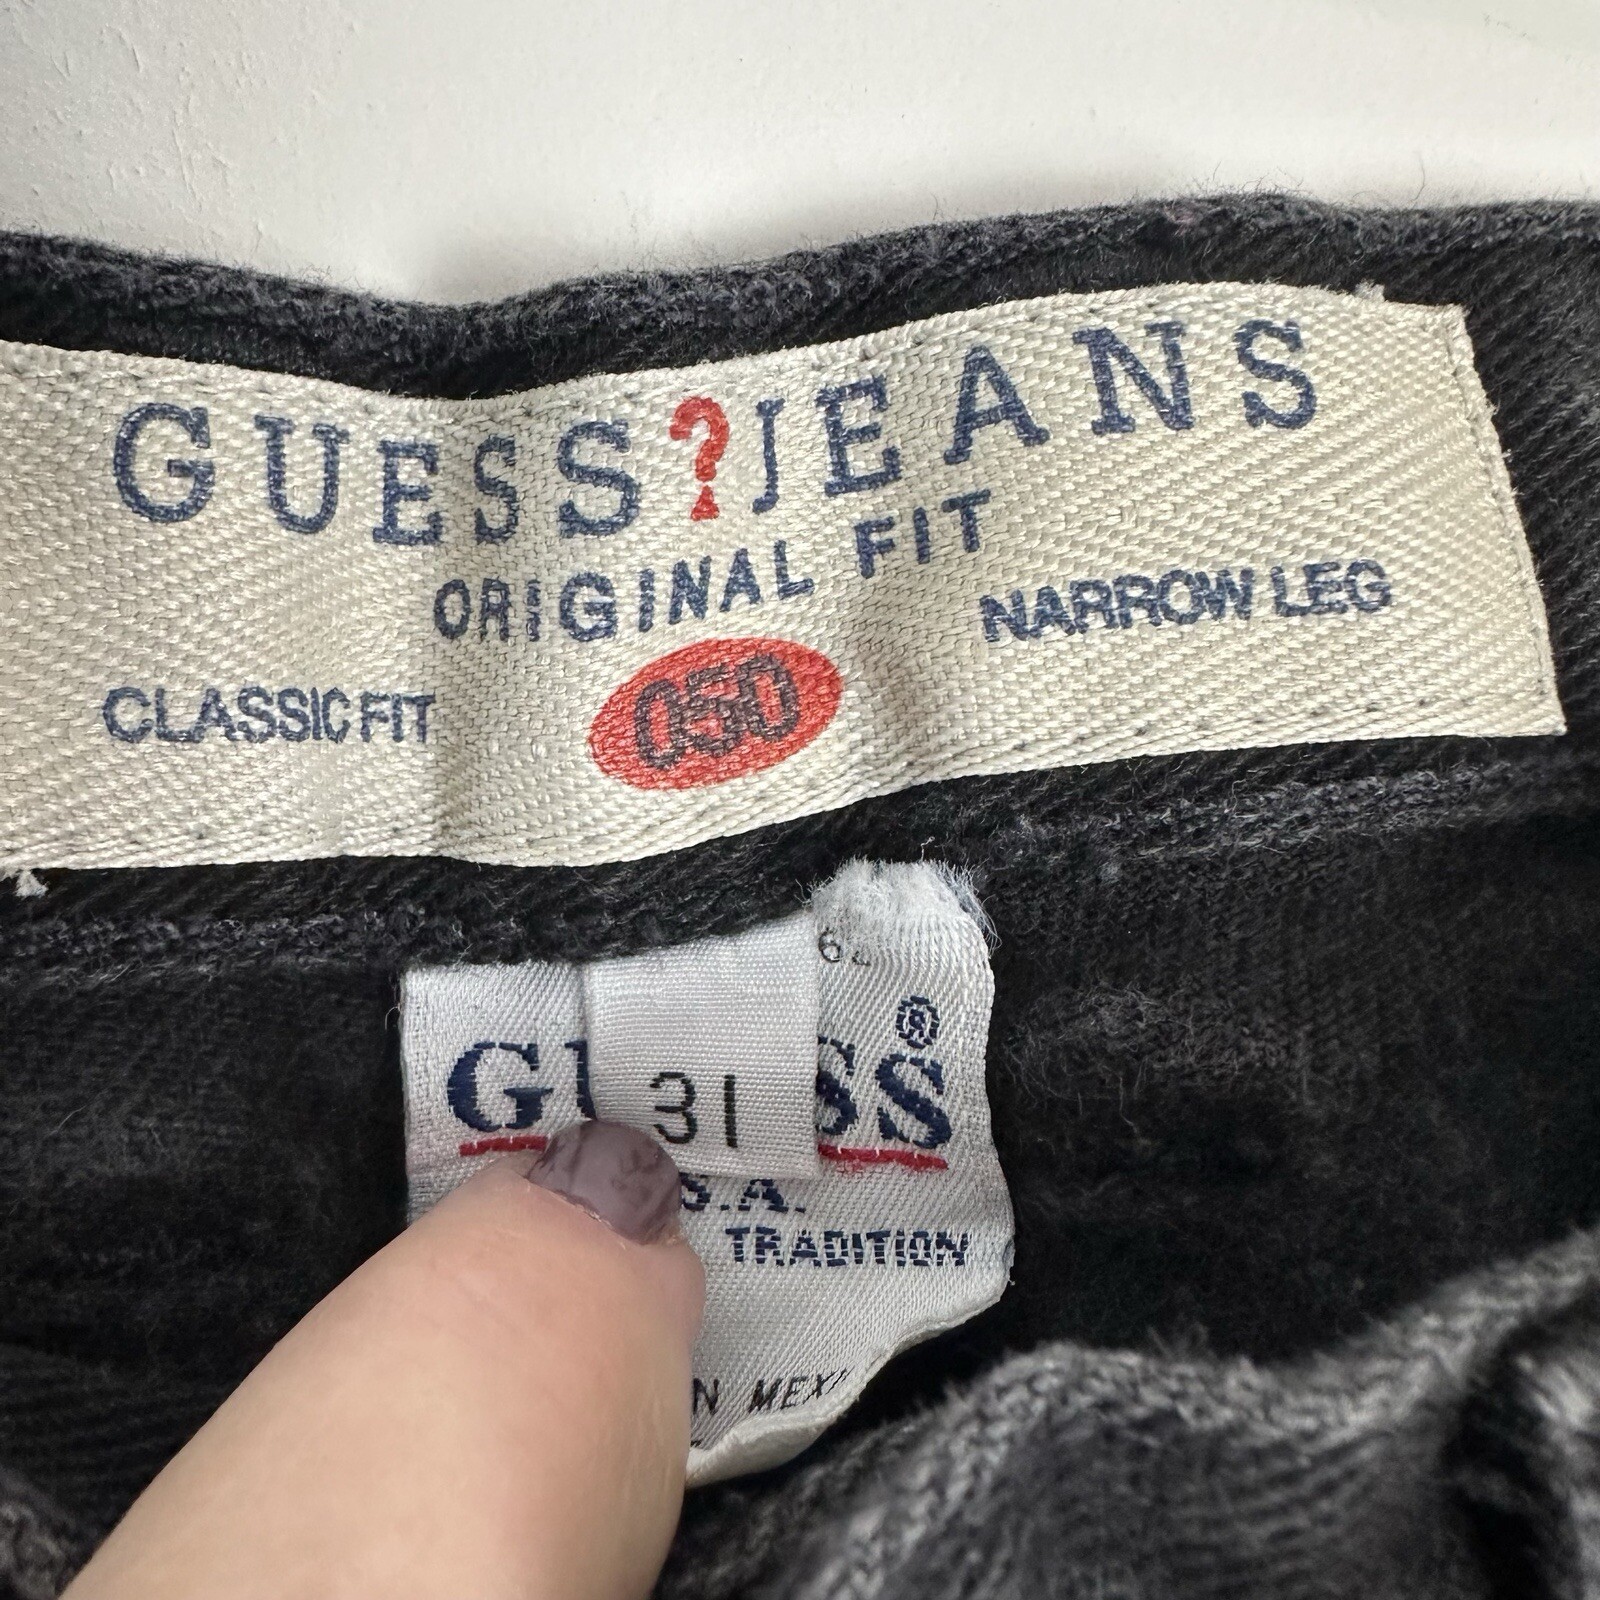 GUESS?JEANS
ORIGINAL FIT
CLASSIC FIT
050
NARROW LEG
31
TRADITION